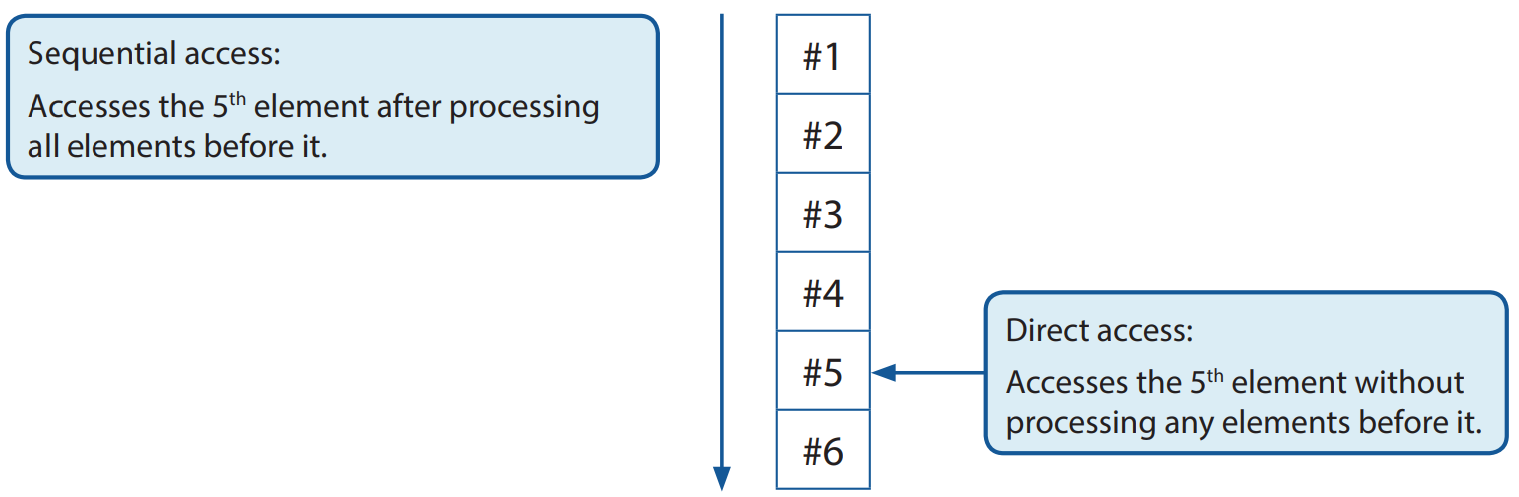 Sequential access:
Accesses the 5th element after processing
all elements before it.
#1
#2
#3
#4
#5
#6
Direct access:
Accesses the 5th element without
processing any elements before it.